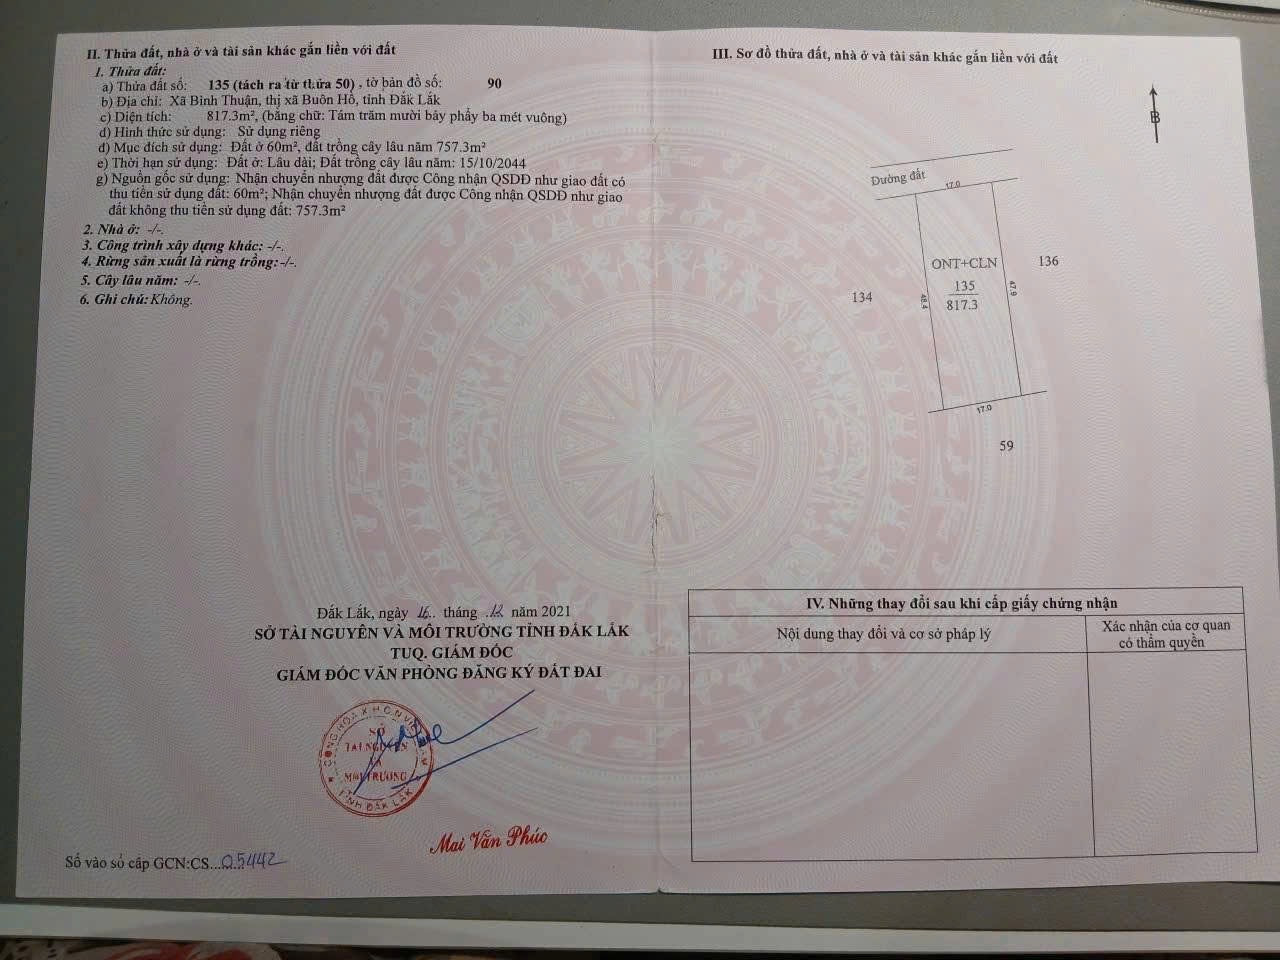 II. Thửa đất, nhà ở và tài sản khác gắn liền với đất
1. Thửa đất:
a) Thửa đất số: 135 (tách ra từ thửa 50) , tờ bản đồ số: 90
b) Địa chỉ: Xã Bình Thuận, thị xã Buôn Hồ, tỉnh Đắk Lắk
c) Diện tích: 817.3m², (bằng chữ: Tám trăm mười bảy phẩy ba mét vuông)
d) Hình thức sử dụng: Sử dụng riêng
đ) Mục đích sử dụng: Đất ở 60m², đất trồng cây lâu năm 757.3m²
e) Thời hạn sử dụng: Đất ở: Lâu dài; Đất trồng cây lâu năm: 15/10/2044
g) Nguồn gốc sử dụng: Nhận chuyển nhượng đất được Công nhận QSDĐ như giao đất có
thu tiền sử dụng đất: 60m²; Nhận chuyển nhượng đất được Công nhận QSDĐ như giao
đất không thu tiền sử dụng đất: 757.3m²
2. Nhà ở: -/-.
3. Công trình xây dựng khác: -/-.
4. Rừng sản xuất là rừng trồng: -/-.
5. Cây lâu năm: -/-.
6. Ghi chú: Không.
Đắk Lắk, ngày 16.. tháng .12 năm 2021
SỞ TÀI NGUYÊN VÀ MÔI TRƯỜNG TỈNH ĐẮK LẮK
TUQ. GIÁM ĐỐC
GIÁM ĐỐC VĂN PHÒNG ĐĂNG KÝ ĐẤT ĐAI
CỘNG HÒA X.H.C.N VIỆT NAM
SỞ
TÀI NGUYÊN
VÀ
MÔI TRƯỜNG
TỈNH ĐẮK LẮK
Mai Văn Phúc
Số vào sổ cấp GCN:CS...05442
III. Sơ đồ thửa đất, nhà ở và tài sản khác gắn liền với đất
B
Đường đất
17.0
ONT+CLN
136
135
817.3
134
48.4
47.9
17.0
59
IV. Những thay đổi sau khi cấp giấy chứng nhận
Nội dung thay đổi và cơ sở pháp lý
Xác nhận của cơ quan
có thẩm quyền